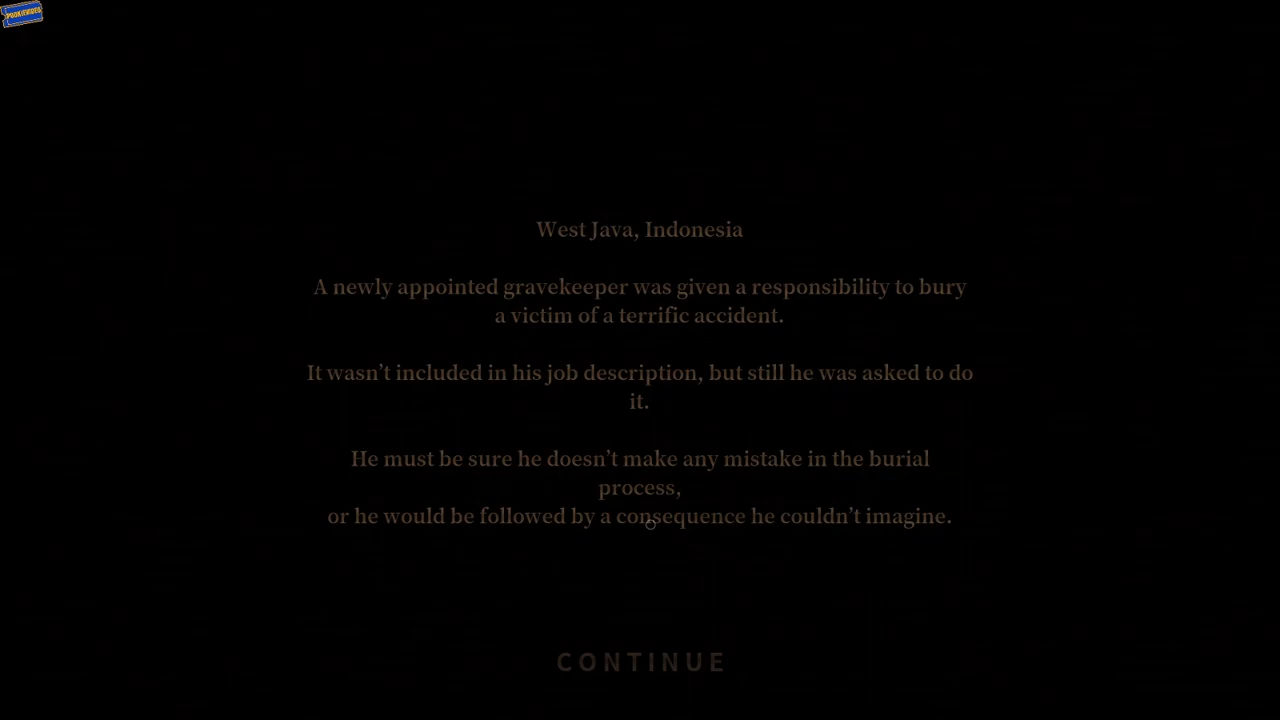 POOKIEVIDEO
West Java, Indonesia
A newly appointed gravekeeper was given a responsibility to bury
a victim of a terrific accident.
It wasn’t included in his job description, but still he was asked to do
it.
He must be sure he doesn’t make any mistake in the burial
process,
or he would be followed by a consequence he couldn’t imagine.
CONTINUE